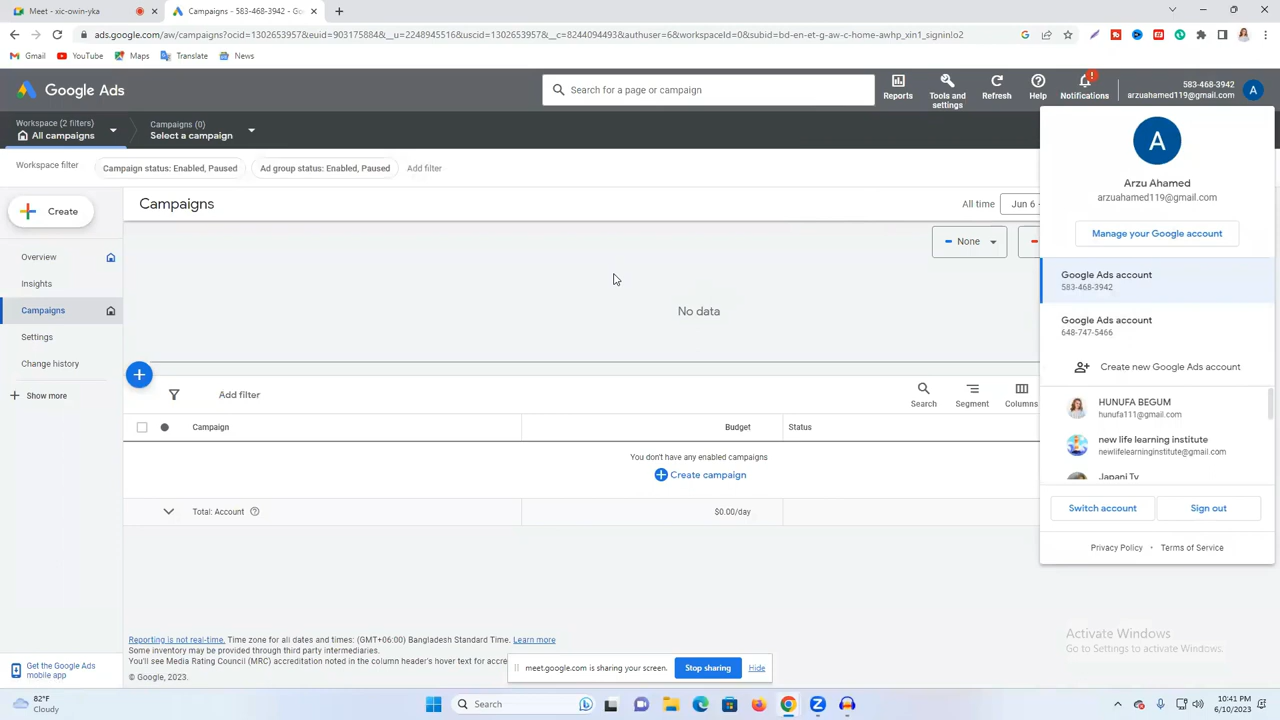 Meet - xic-owin-yka
Campaigns - 583-468-3942 - Go
ads.google.com/aw/campaigns?ocid=1302653957&euid=903175884&__u=2248945516&uscid=1302653957&__c=8244094493&authuser=6&workspaceId=0&subid=bd-en-et-g-aw-c-home-awhp_xin1_signin!o2
Gmail
YouTube
Maps
Translate
News
Google Ads
Search for a page or campaign
Reports
Tools and settings
Refresh
Help
Notifications
583-468-3942
arzuahamed119@gmail.com
A
Workspace (2 filters)
All campaigns
Campaigns (0)
Select a campaign
Workspace filter
Campaign status: Enabled, Paused
Ad group status: Enabled, Paused
Add filter
Create
Campaigns
All time
Jun 6 -
Overview
Insights
Campaigns
Settings
Change history
Show more
None
No data
Add filter
Search
Segment
Columns
Campaign
Budget
Status
You don't have any enabled campaigns
Create campaign
Total: Account
$0.00/day
A
Arzu Ahamed
arzuahamed119@gmail.com
Manage your Google account
Google Ads account
583-468-3942
Google Ads account
648-747-5466
Create new Google Ads account
HUNUFA BEGUM
hunufa111@gmail.com
new life learning institute
newlifelearninginstitute@gmail.com
Japani Tv
Switch account
Sign out
Privacy Policy • Terms of Service
Reporting is not real-time. Time zone for all dates and times: (GMT+06:00) Bangladesh Standard Time. Learn more
Some inventory may be provided through third party intermediaries.
You'll see Media Rating Council (MRC) accreditation noted in the column header's hover text for accre
© Google, 2023.
Get the Google Ads mobile app
meet.google.com is sharing your screen.
Stop sharing
Hide
Activate Windows
Go to Settings to activate Windows.
82°F
Cloudy
Search
10:41 PM
6/10/2023